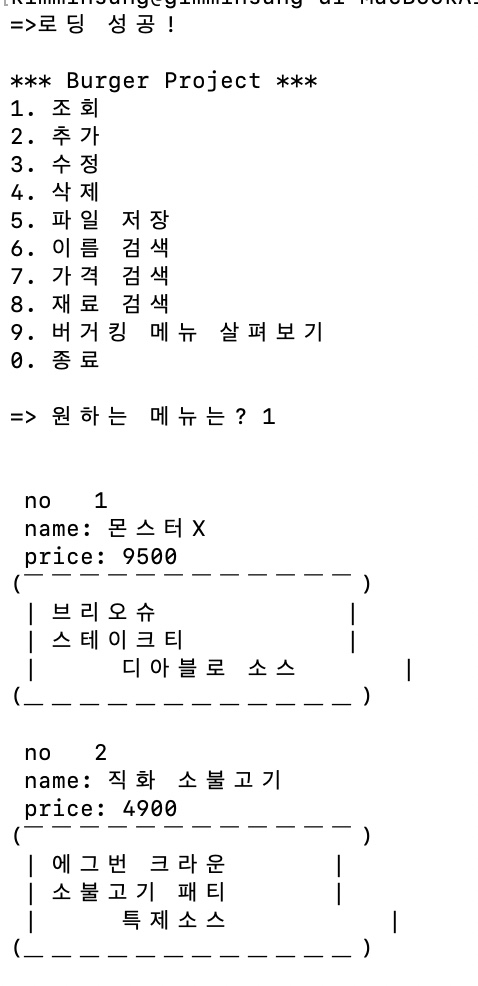 =>로딩 성공!
*** Burger Project ***
1. 조회
2. 추가
3. 수정
4. 삭제
5. 파일 저장
6. 이름 검색
7. 가격 검색
8. 재료 검색
9. 버거킹 메뉴 살펴보기
0. 종료
=> 원하는 메뉴는? 1
no 1
name: 몬스터X
price: 9500
(‾‾‾‾‾‾‾‾‾‾‾‾)
| 브리오슈 |
| 스테이크티 |
| 디아블로 소스 |
(____________)
no 2
name: 직화 소불고기
price: 4900
(‾‾‾‾‾‾‾‾‾‾‾‾)
| 에그번 크라운 |
| 소불고기 패티 |
| 특제소스 |
(____________)